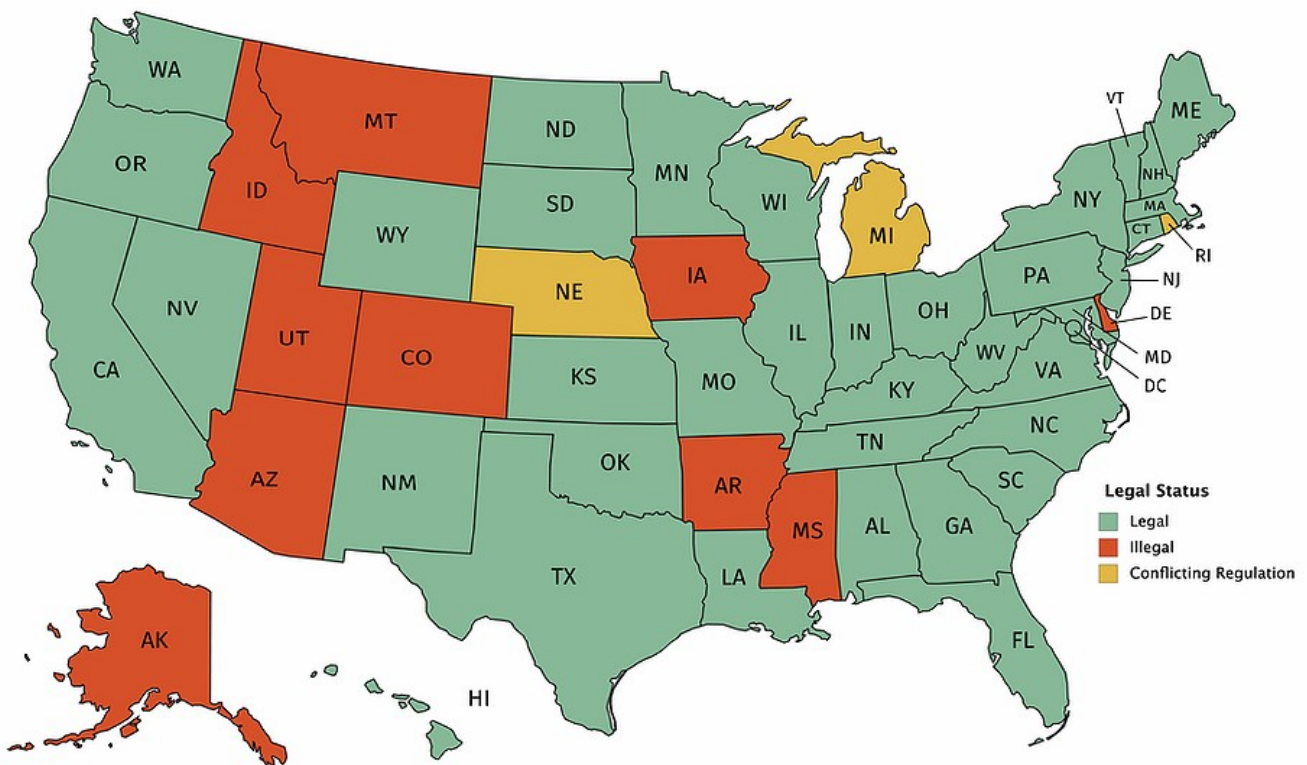 WA
MT
ND
MN
VT
ME
OR
ID
SD
WI
NH
NY
MA
WY
MI
CT
RI
NE
IA
PA
NJ
NV
OH
DE
UT
CO
IL
IN
WV
MD
CA
KS
MO
KY
VA
DC
TN
NC
AZ
NM
OK
AR
SC
MS
AL
GA
TX
LA
Legal Status
Legal
Illegal
Conflicting Regulation
AK
HI
FL